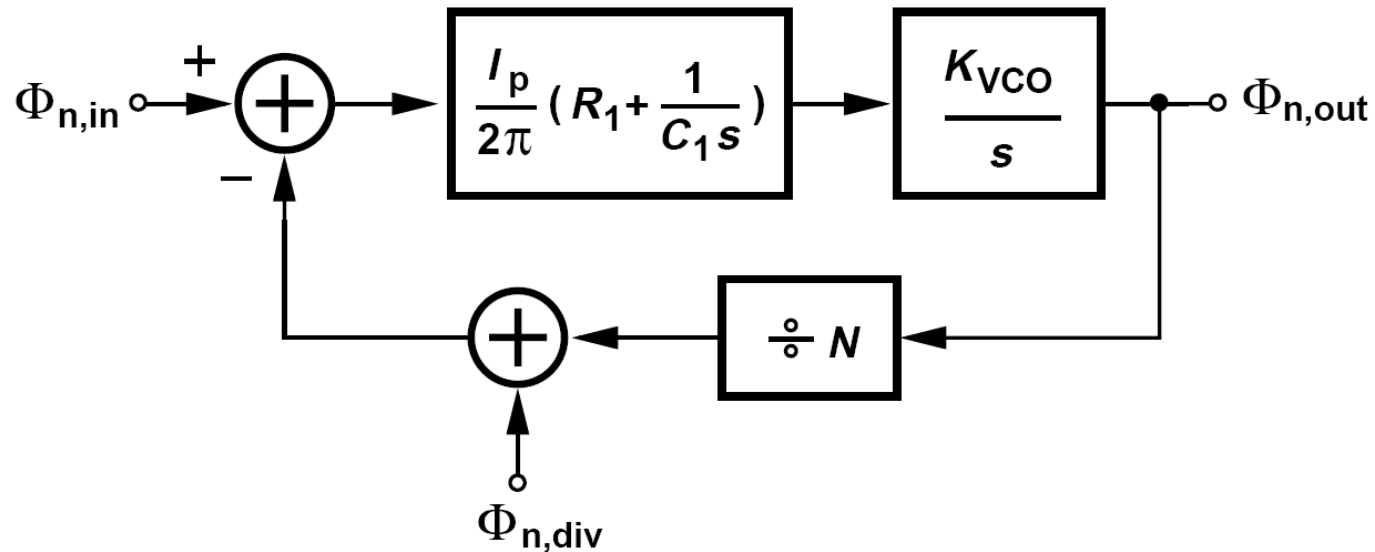 Φn,in
+
−
+
Ip/2π (R1 + 1/C1s)
KVCO/s
Φn,out
+
÷ N
Φn,div